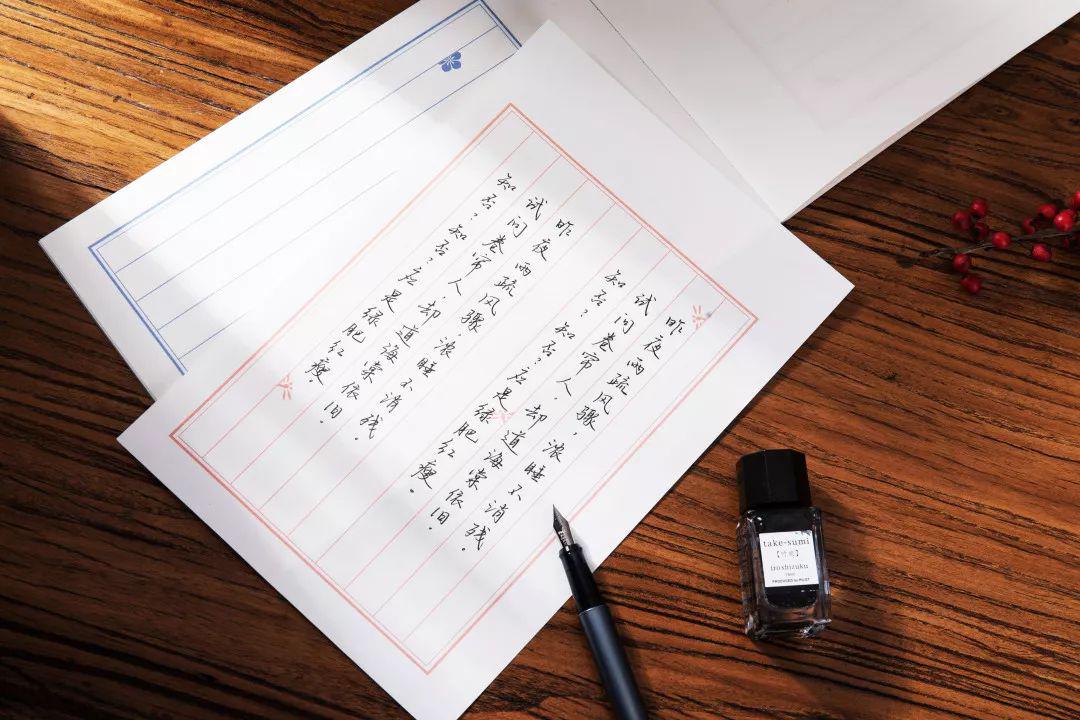 昨夜雨疏风骤，浓睡不消残。
试问卷帘人，却道海棠依旧。
知否？知否？应是绿肥红瘦。
昨夜雨疏风骤，浓睡不消残。
试问卷帘人，却道海棠依旧。
知否？知否？应是绿肥红瘦。
take-sumi
【竹炭】
iroshizuku
PRODUCED by PILOT